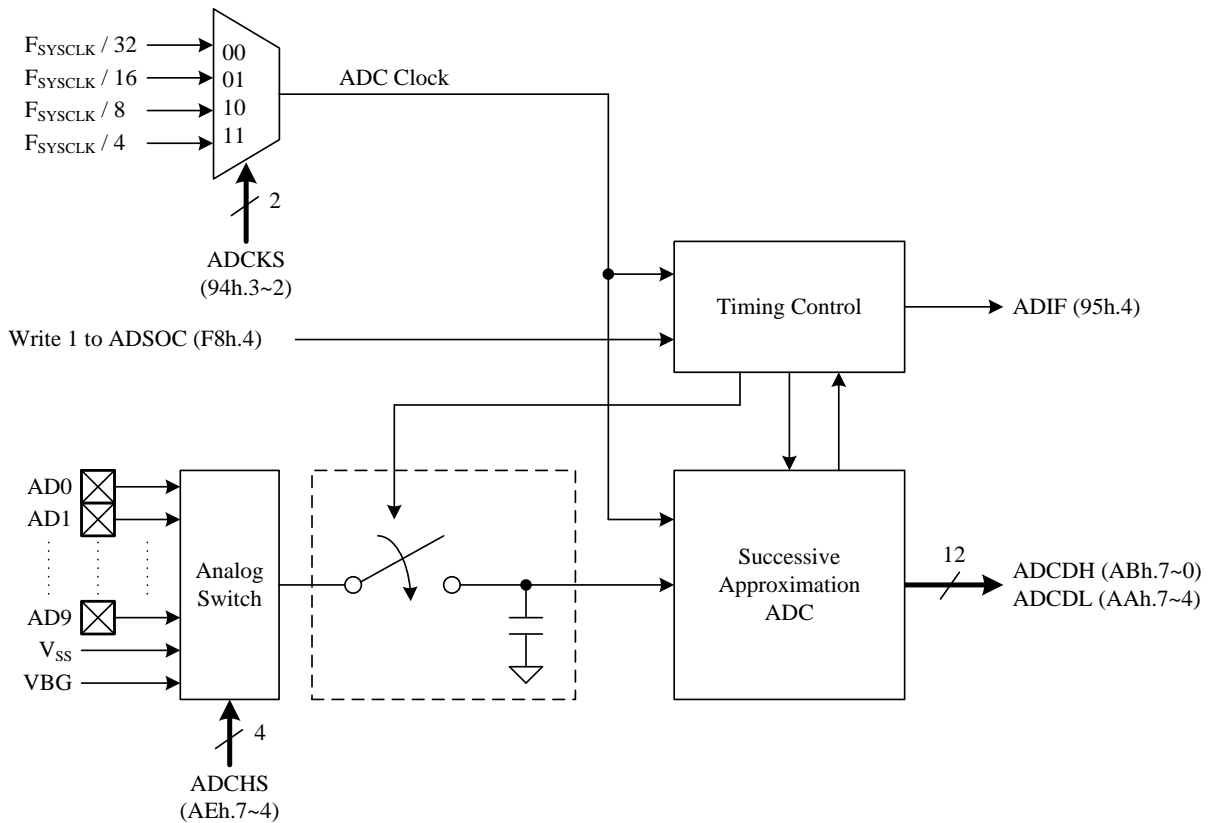 FSYSCLK / 32
00
FSYSCLK / 16
01
ADC Clock
FSYSCLK / 8
10
FSYSCLK / 4
11
2
ADCKS
(94h.3~2)
Timing Control
ADIF (95h.4)
Write 1 to ADSOC (F8h.4)
AD0
AD1
AD9
VSS
VBG
Analog
Switch
4
ADCHS
(AEh.7~4)
Successive
Approximation
ADC
12
ADCDH (ABh.7~0)
ADCDL (AAh.7~4)